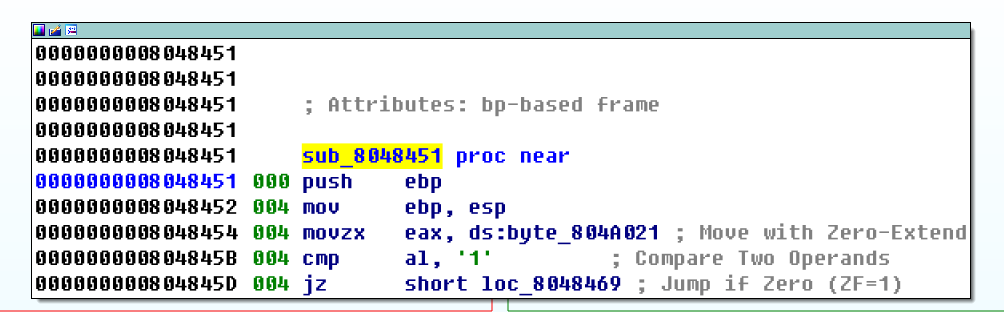 0000000008048451
0000000008048451
0000000008048451 ; Attributes: bp-based frame
0000000008048451
0000000008048451 sub_8048451 proc near
0000000008048451 000 push ebp
0000000008048452 004 mov ebp, esp
0000000008048454 004 movzx eax, ds:byte_804A021 ; Move with Zero-Extend
000000000804845B 004 cmp al, '1' ; Compare Two Operands
000000000804845D 004 jz short loc_8048469 ; Jump if Zero (ZF=1)